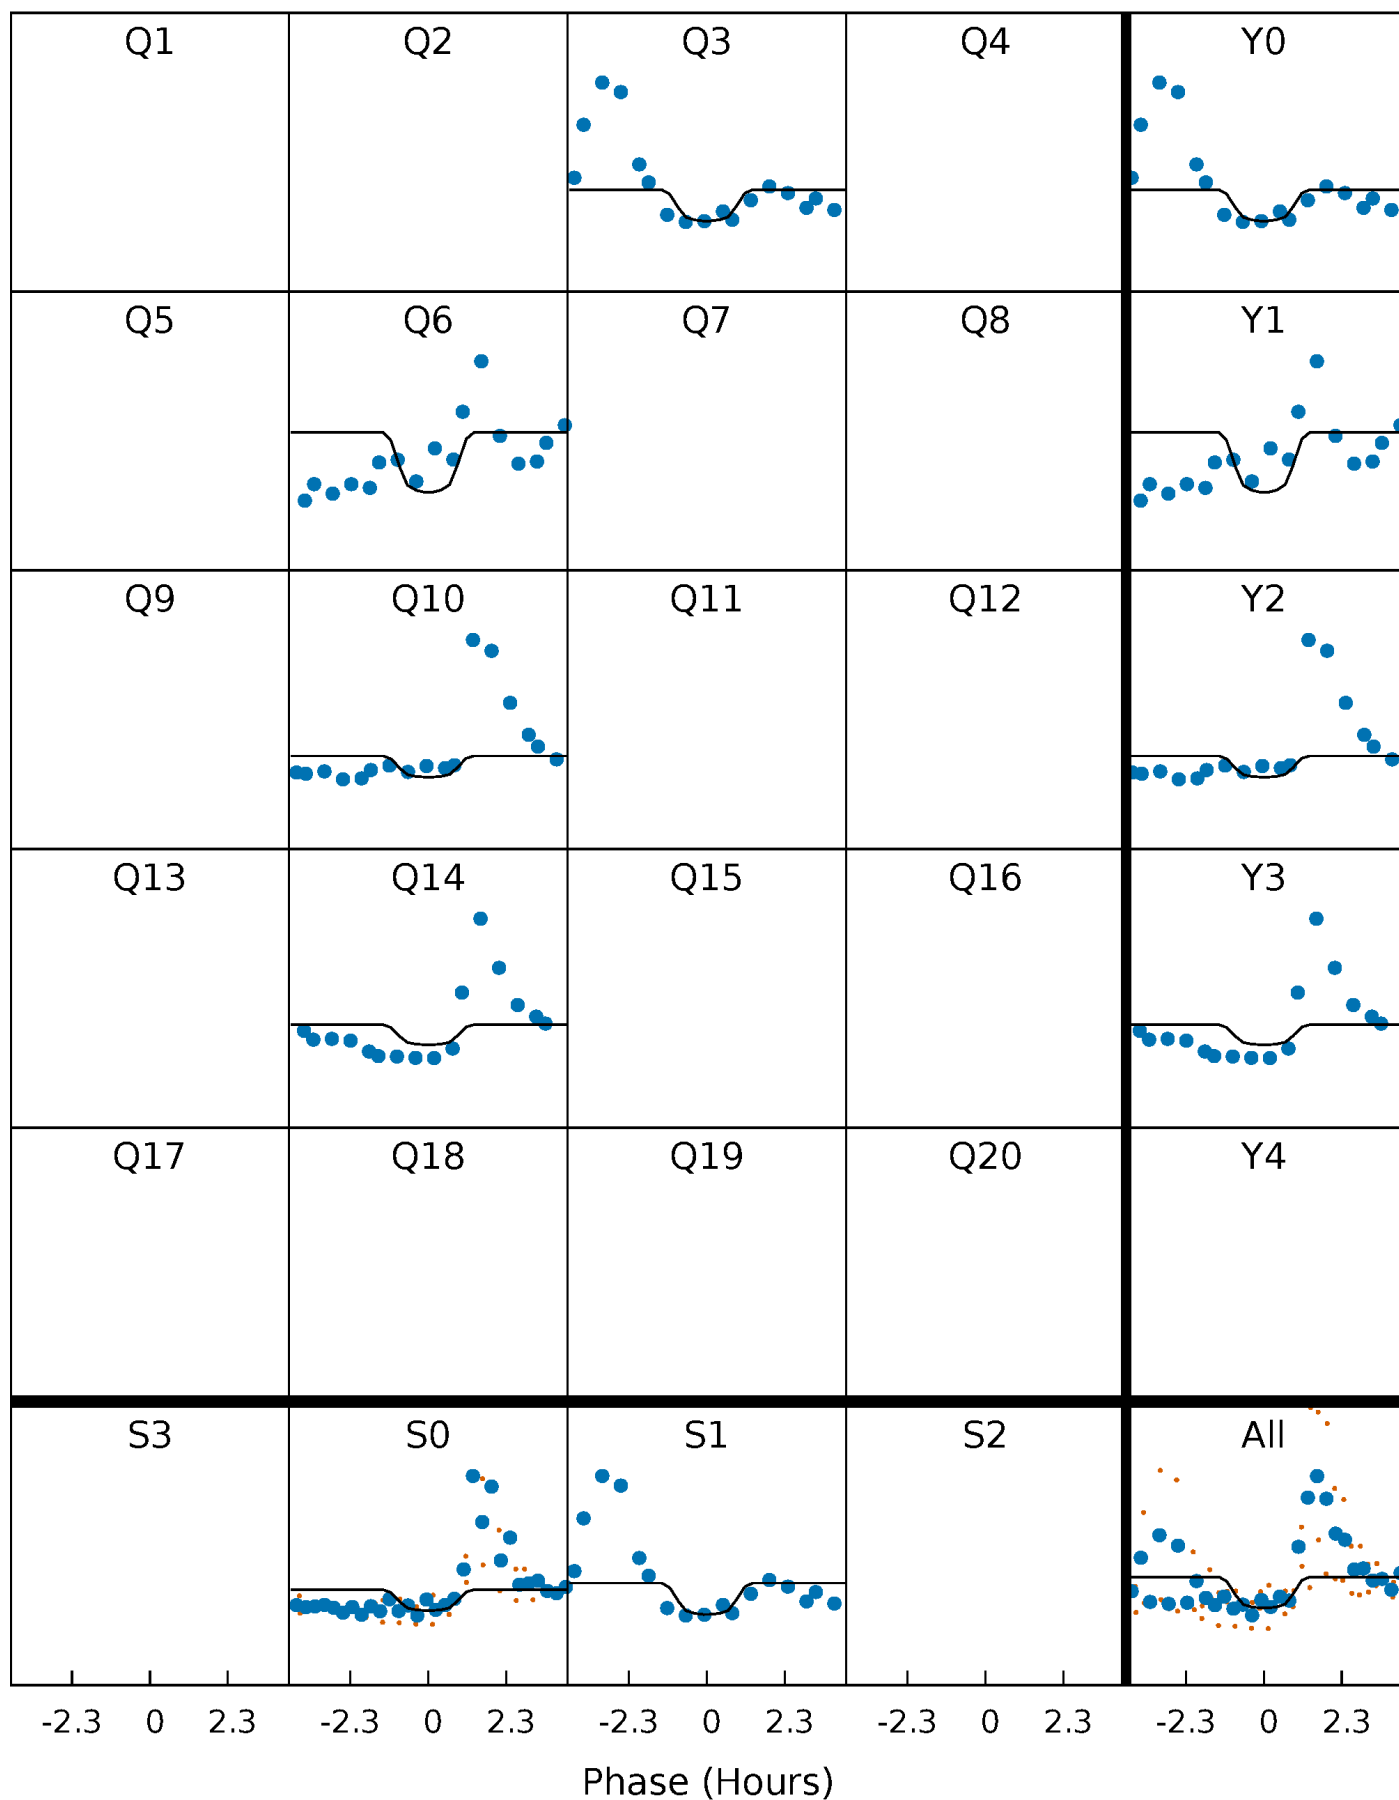 Q1 Q2 Q3 Q4 Y0
Q5 Q6 Q7 Q8 Y1
Q9 Q10 Q11 Q12 Y2
Q13 Q14 Q15 Q16 Y3
Q17 Q18 Q19 Q20 Y4
S3 S0 S1 S2 All
-2.3 0 2.3 -2.3 0 2.3 -2.3 0 2.3 -2.3 0 2.3 -2.3 0 2.3
Phase (Hours)